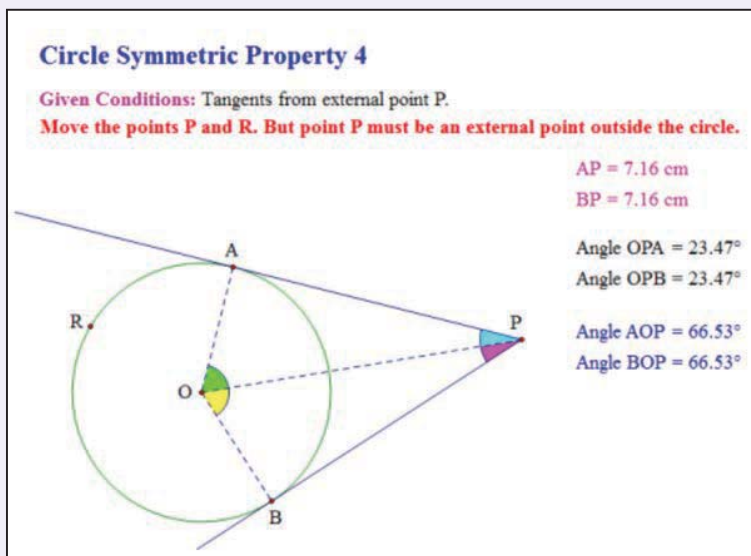 Circle Symmetric Property 4
Given Conditions: Tangents from external point P.
Move the points P and R. But point P must be an external point outside the circle.
AP = 7.16 cm
BP = 7.16 cm
Angle OPA = 23.47°
Angle OPB = 23.47°
Angle AOP = 66.53°
Angle BOP = 66.53°
A
R
P
O
B